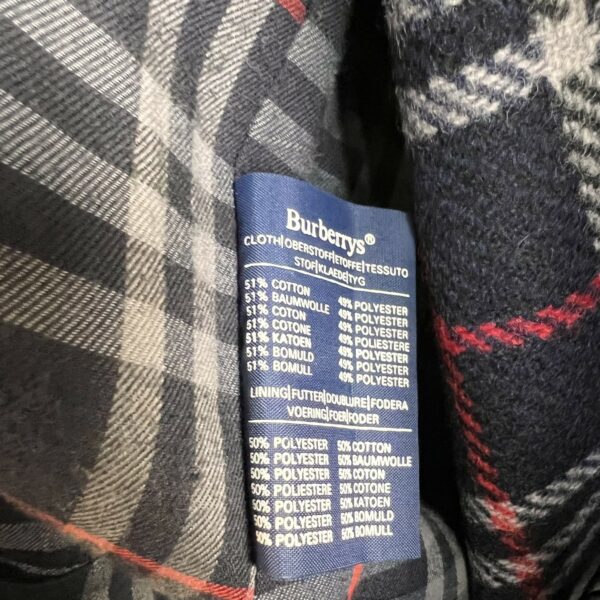 Burberrys®
CLOTH|OBERSTOFF|ETOFFE|TESSUTO
STOF|KLAEDE|TYG
51% COTTON 49% POLYESTER
51% BAUMWOLLE 49% POLYESTER
51% COTON 49% POLYESTER
51% COTONE 49% POLIESTERE
51% KATOEN 49% POLYESTER
51% BOMULD 49% POLYESTER
51% BOMULL 49% POLYESTER
LINING|FUTTER|DOUBLURE|FODERA
VOERING|FOER|FODER
50% POLYESTER 50% COTTON
50% POLYESTER 50% BAUMWOLLE
50% POLYESTER 50% COTON
50% POLIESTERE 50% COTONE
50% POLYESTER 50% KATOEN
50% POLYESTER 50% BOMULD
50% POLYESTER 50% BOMULL